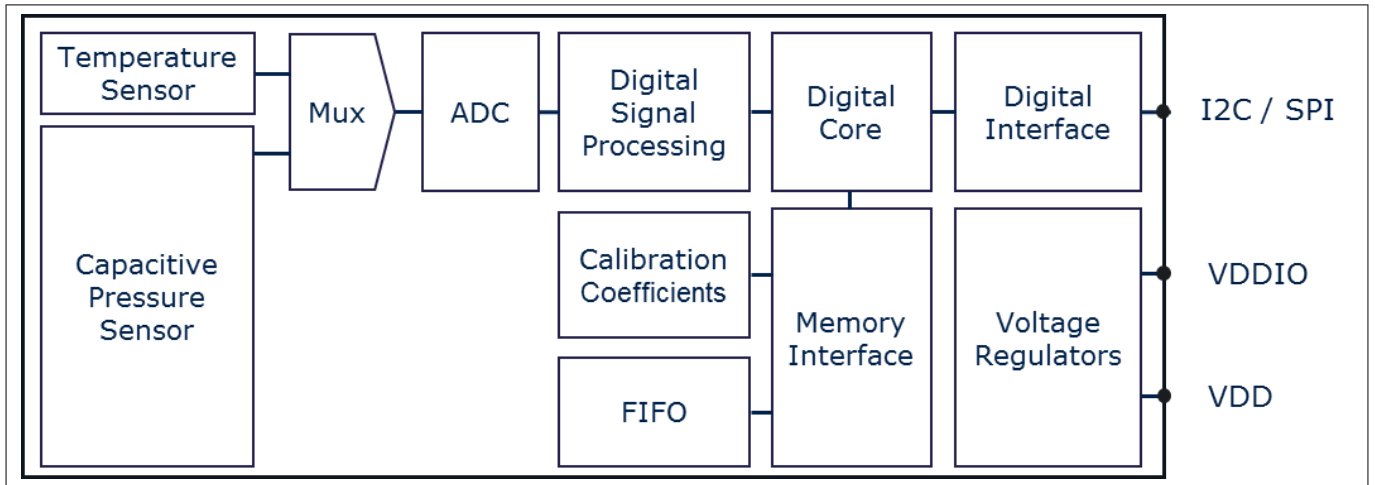 Temperature
Sensor
Mux
ADC
Digital
Signal
Processing
Digital
Core
Digital
Interface
I2C / SPI
Capacitive
Pressure
Sensor
Calibration
Coefficients
Memory
Interface
Voltage
Regulators
VDDIO
FIFO
VDD